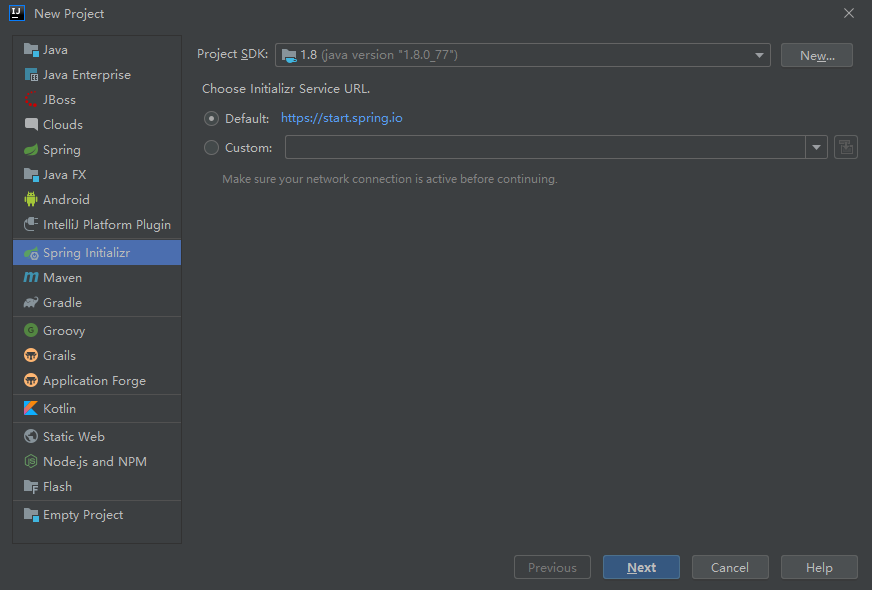 New Project
Java
Java Enterprise
JBoss
Clouds
Spring
Java FX
Android
IntelliJ Platform Plugin
Spring Initializr
Maven
Gradle
Groovy
Grails
Application Forge
Kotlin
Static Web
Node.js and NPM
Flash
Empty Project
Project SDK: 1.8 (java version "1.8.0_77") New...
Choose Initializr Service URL.
Default: https://start.spring.io
Custom:
Make sure your network connection is active before continuing.
Previous Next Cancel Help